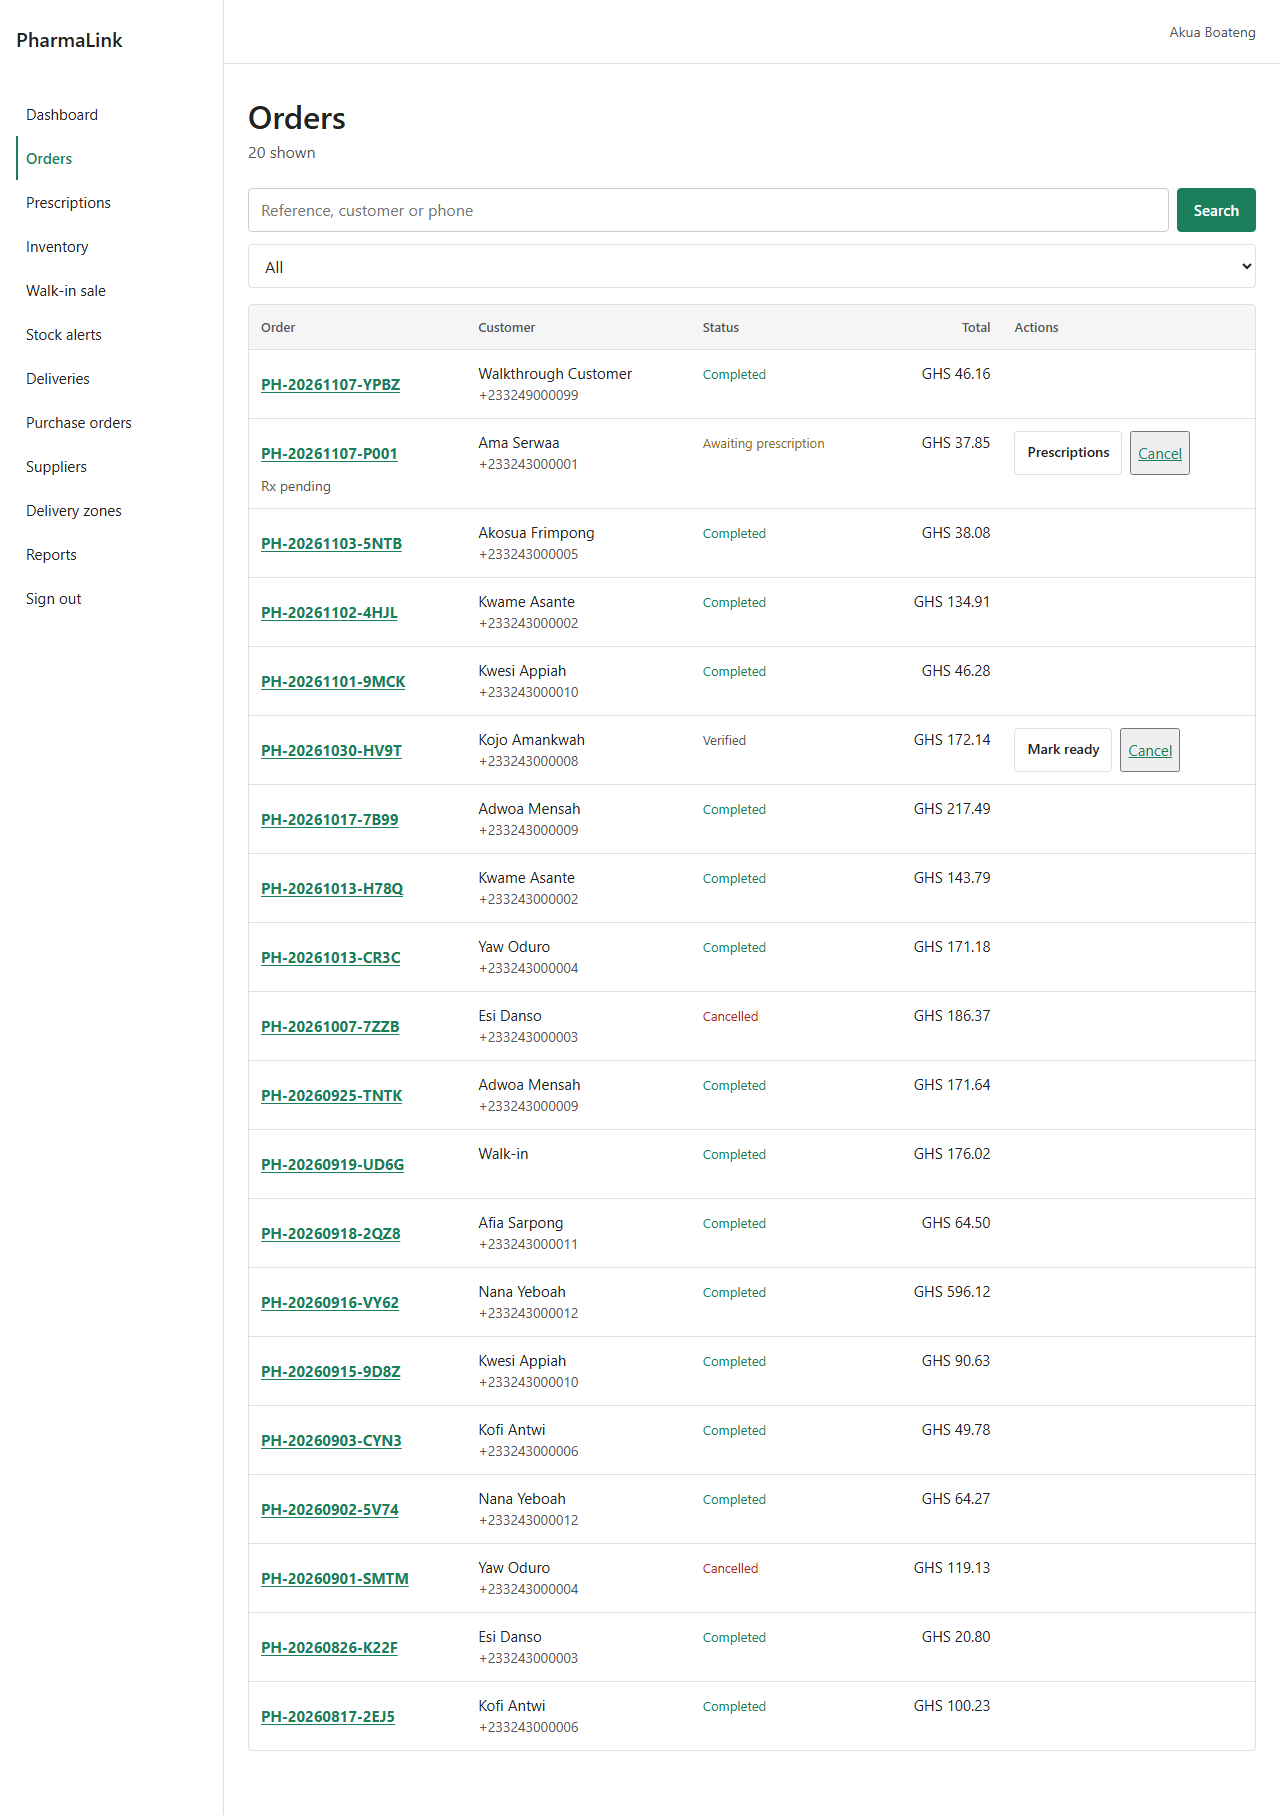 PharmaLink
Akua Boateng
Dashboard
Orders
Prescriptions
Inventory
Walk-in sale
Stock alerts
Deliveries
Purchase orders
Suppliers
Delivery zones
Reports
Sign out
Orders
20 shown
Reference, customer or phone
Search
All
Order Customer Status Total Actions
PH-20261107-YPBZ Walkthrough Customer Completed GHS 46.16
+233249000099
PH-20261107-P001 Ama Serwaa Awaiting prescription GHS 37.85 Prescriptions Cancel
+233243000001
Rx pending
PH-20261103-5NTB Akosua Frimpong Completed GHS 38.08
+233243000005
PH-20261102-4HJL Kwame Asante Completed GHS 134.91
+233243000002
PH-20261101-9MCK Kwesi Appiah Completed GHS 46.28
+233243000010
PH-20261030-HV9T Kojo Amankwah Verified GHS 172.14 Mark ready Cancel
+233243000008
PH-20261017-7B99 Adwoa Mensah Completed GHS 217.49
+233243000009
PH-20261013-H78Q Kwame Asante Completed GHS 143.79
+233243000002
PH-20261013-CR3C Yaw Oduro Completed GHS 171.18
+233243000004
PH-20261007-7ZZB Esi Danso Cancelled GHS 186.37
+233243000003
PH-20260925-TNTK Adwoa Mensah Completed GHS 171.64
+233243000009
PH-20260919-UD6G Walk-in Completed GHS 176.02
PH-20260918-2QZ8 Afia Sarpong Completed GHS 64.50
+233243000011
PH-20260916-VY62 Nana Yeboah Completed GHS 596.12
+233243000012
PH-20260915-9D8Z Kwesi Appiah Completed GHS 90.63
+233243000010
PH-20260903-CYN3 Kofi Antwi Completed GHS 49.78
+233243000006
PH-20260902-5V74 Nana Yeboah Completed GHS 64.27
+233243000012
PH-20260901-SMTM Yaw Oduro Cancelled GHS 119.13
+233243000004
PH-20260826-K22F Esi Danso Completed GHS 20.80
+233243000003
PH-20260817-2EJ5 Kofi Antwi Completed GHS 100.23
+233243000006